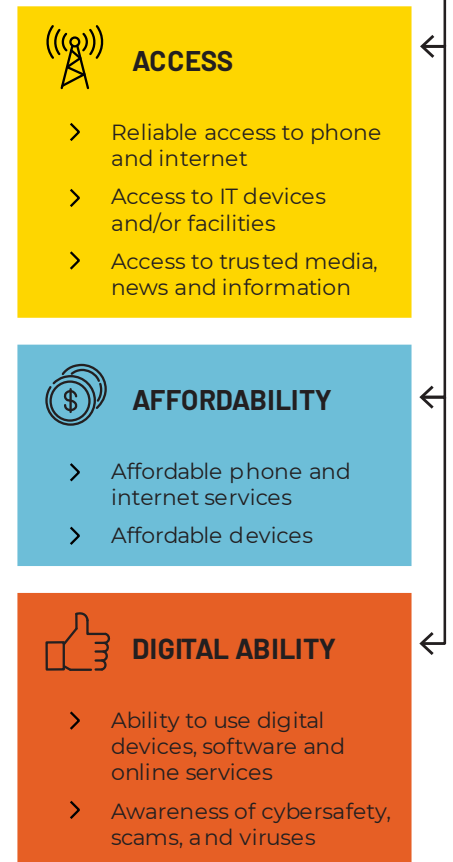 ACCESS
Reliable access to phone
and internet
Access to IT devices
and/or facilities
Access to trusted media,
news and information
$
AFFORDABILITY
Affordable phone and
internet services
Affordable devices
DIGITAL ABILITY
Ability to use digital
devices, software and
online services
Awareness of cybersafety,
scams, and viruses